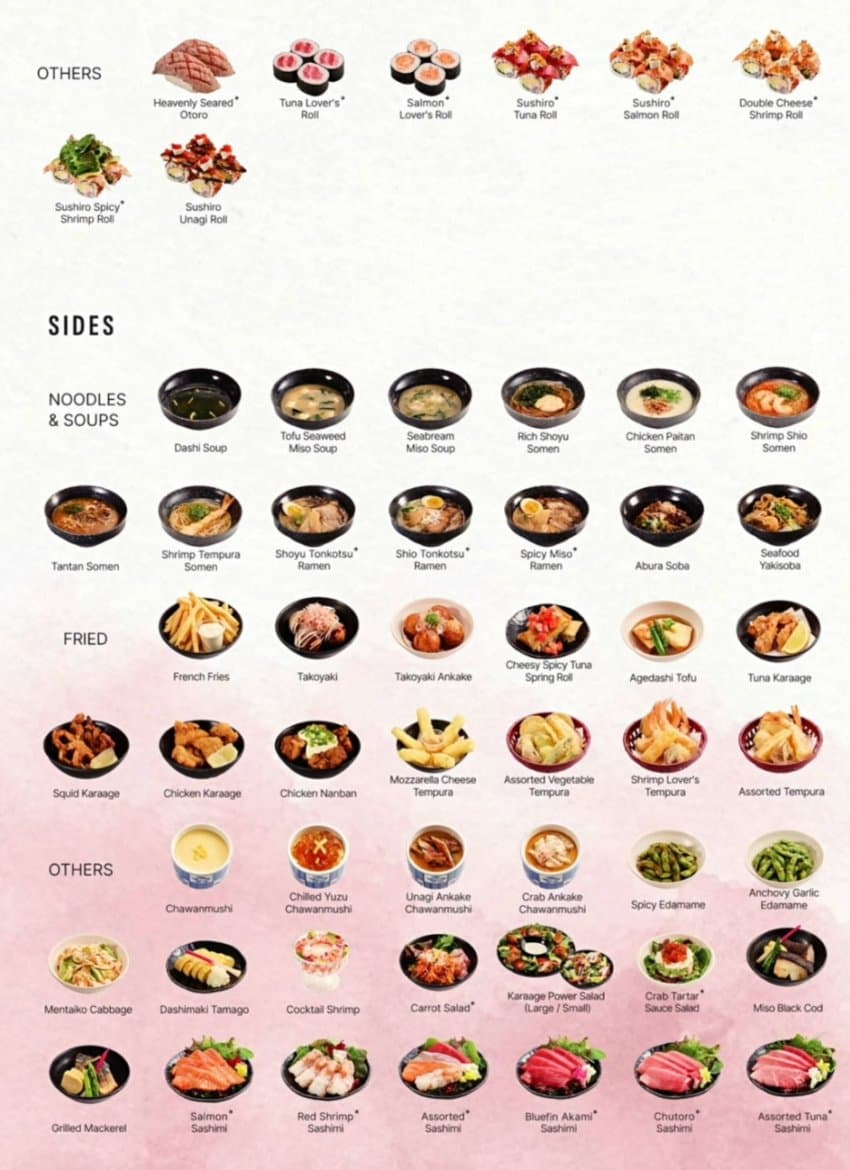 OTHERS
Heavenly Seared*
Otoro
Tuna Lover's*
Roll
Salmon*
Lover's Roll
Sushiro*
Tuna Roll
Sushiro*
Salmon Roll
Double Cheese*
Shrimp Roll
Sushiro Spicy*
Shrimp Roll
Sushiro
Unagi Roll
SIDES
NOODLES
& SOUPS
Dashi Soup
Tofu Seaweed
Miso Soup
Seabream
Miso Soup
Rich Shoyu
Somen
Chicken Paitan
Somen
Shrimp Shio
Somen
Tantan Somen
Shrimp Tempura
Somen
Shoyu Tonkotsu*
Ramen
Shio Tonkotsu*
Ramen
Spicy Miso*
Ramen
Abura Soba
Seafood
Yakisoba
FRIED
French Fries
Takoyaki
Takoyaki Ankake
Cheesy Spicy Tuna
Spring Roll
Agedashi Tofu
Tuna Karaage
Squid Karaage
Chicken Karaage
Chicken Nanban
Mozzarella Cheese
Tempura
Assorted Vegetable
Tempura
Shrimp Lover's
Tempura
Assorted Tempura
OTHERS
Chawanmushi
Chilled Yuzu
Chawanmushi
Unagi Ankake
Chawanmushi
Crab Ankake
Chawanmushi
Spicy Edamame
Anchovy Garlic
Edamame
Mentaiko Cabbage
Dashimaki Tamago
Cocktail Shrimp
Carrot Salad*
Karaage Power Salad
(Large / Small)
Crab Tartar*
Sauce Salad
Miso Black Cod
Grilled Mackerel
Salmon*
Sashimi
Red Shrimp*
Sashimi
Assorted*
Sashimi
Bluefin Akami*
Sashimi
Chutoro*
Sashimi
Assorted Tuna*
Sashimi